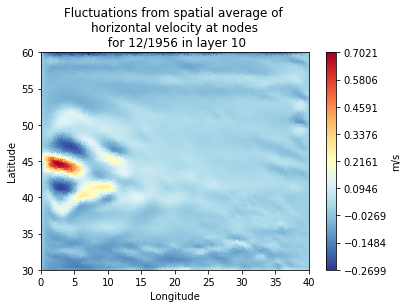 Fluctuations from spatial average of
horizontal velocity at nodes
for 12/1956 in layer 10
60
55
50
45
40
35
30
Latitude
0 5 10 15 20 25 30 35 40
Longitude
0.7021
0.5806
0.4591
0.3376
0.2161
0.0946
−0.0269
−0.1484
−0.2699
m/s